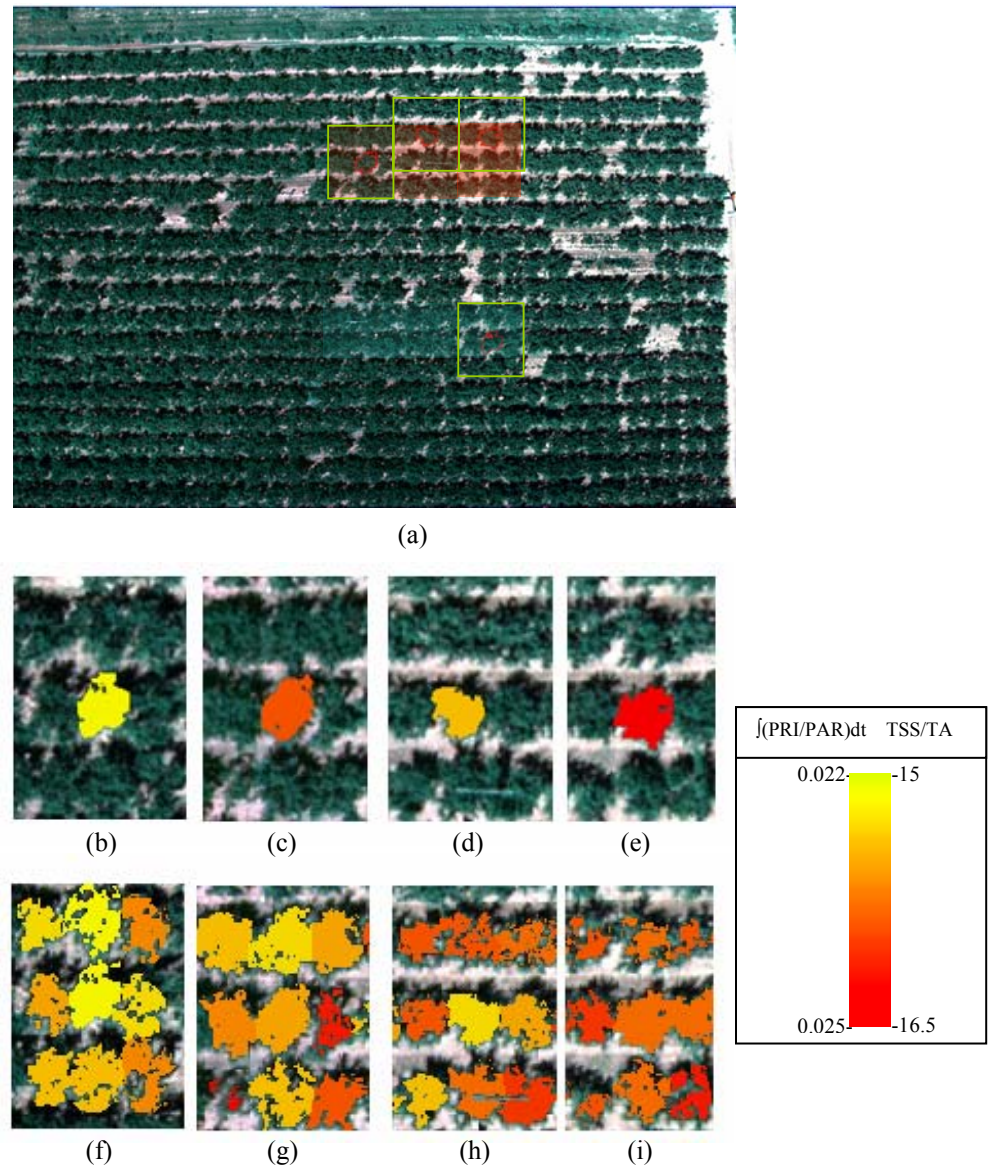 (a)
(b) (c) (d) (e)
∫(PRI/PAR)dt TSS/TA
0.022- -15
0.025- -16.5
(f) (g) (h) (i)